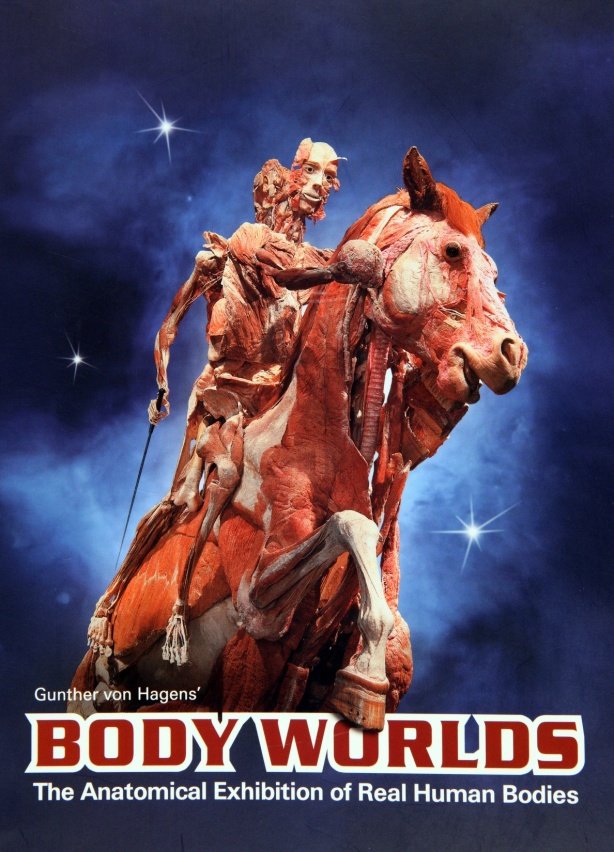 Gunther von Hagens'
BODY WORLDS
The Anatomical Exhibition of Real Human Bodies